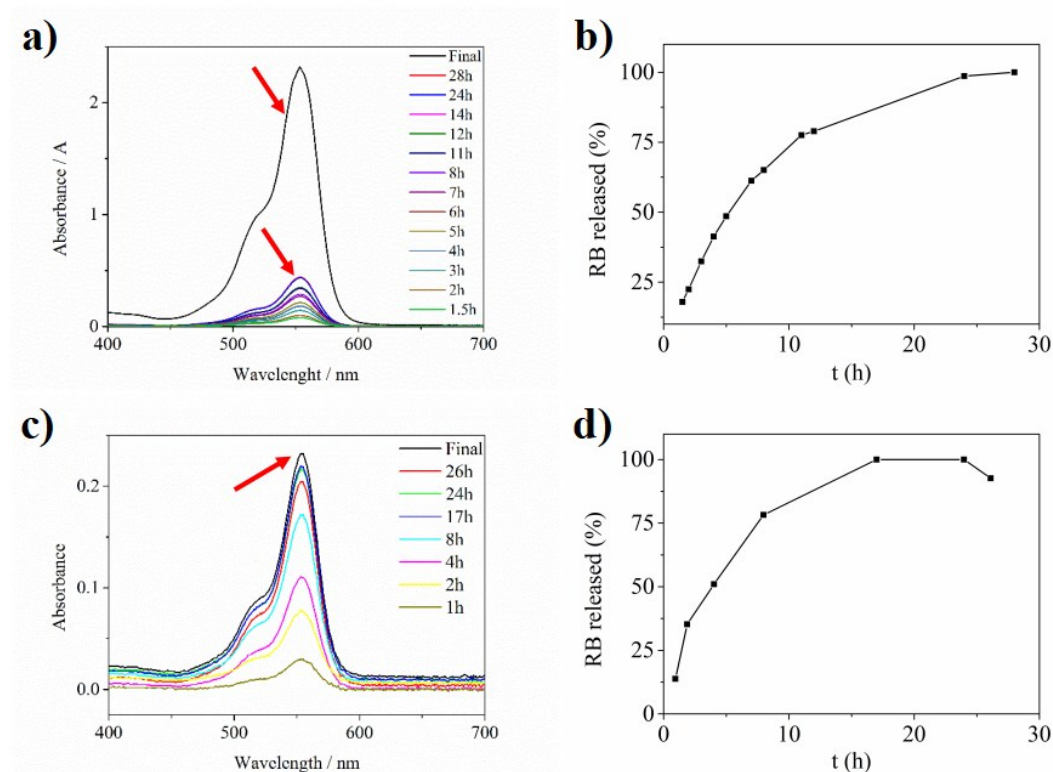 a)
Absorbance / A
2
1
0
400
500
600
700
Wavelenght / nm
Final
28h
24h
14h
12h
11h
8h
7h
6h
5h
4h
3h
2h
1.5h
b)
RB released (%)
100
75
50
25
0
10
20
30
t (h)
c)
Absorbance
0.2
0.1
0.0
400
500
600
700
Wavelength / nm
Final
26h
24h
17h
8h
4h
2h
1h
d)
RB released (%)
100
75
50
25
0
0
10
20
30
t (h)